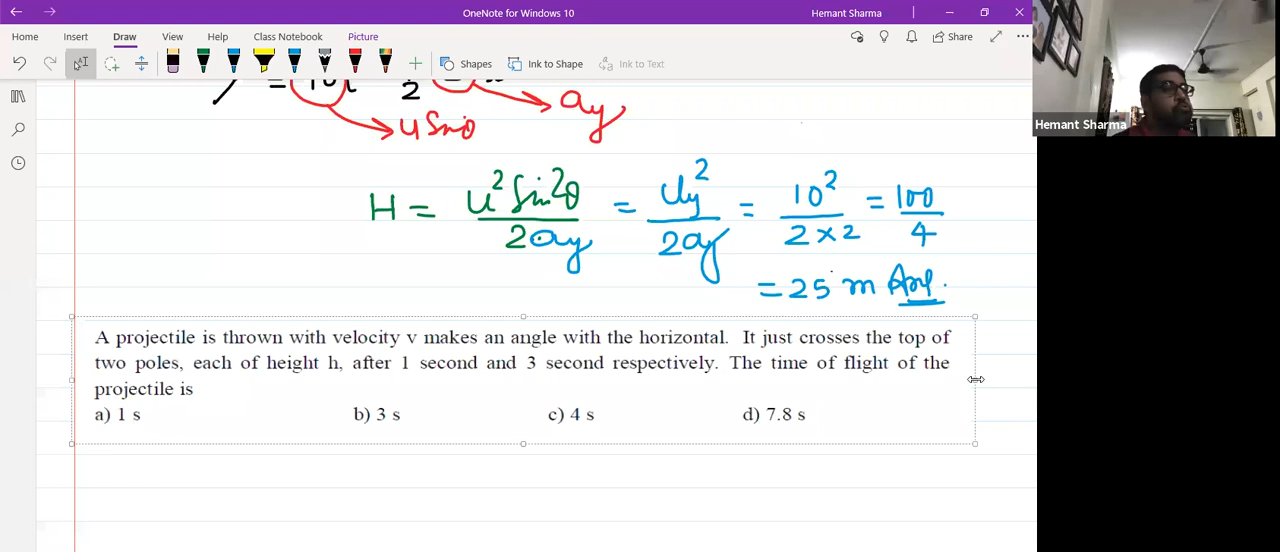 OneNote for Windows 10
Hemant Sharma
Home Insert Draw View Help Class Notebook Picture
Share
Ink to Shape
Shapes
Ink to Text
= 10t
2
ay
u Sinθ
H = u² Sin²θ / 2ay = uy² / 2ay = 10² / 2 × 2 = 100 / 4
= 25 m Ans.
A projectile is thrown with velocity v makes an angle with the horizontal. It just crosses the top of
two poles, each of height h, after 1 second and 3 second respectively. The time of flight of the
projectile is
a) 1 s b) 3 s c) 4 s d) 7.8 s
Hemant Sharma